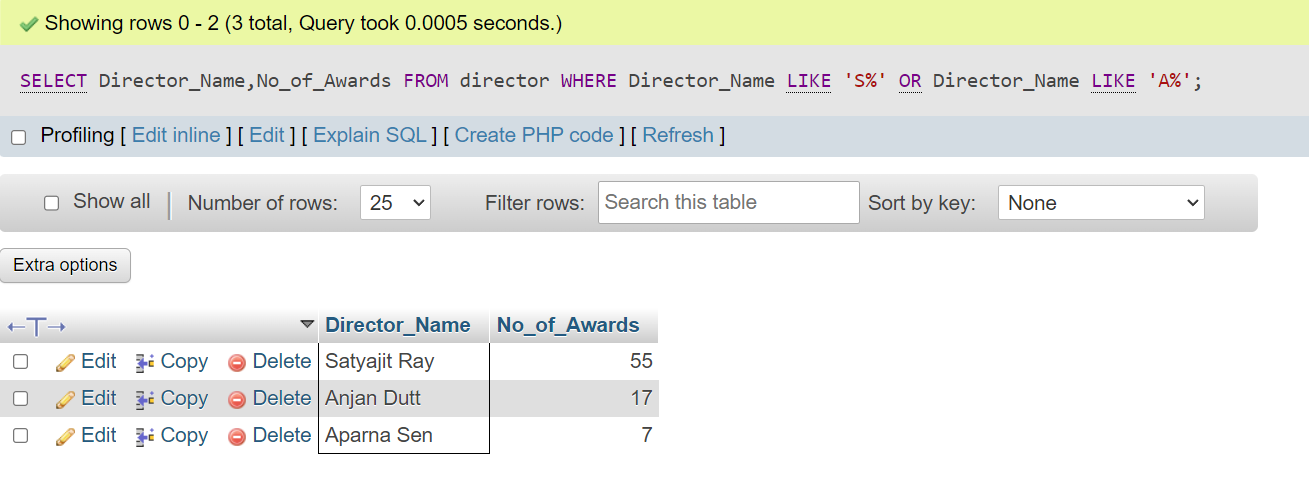 Showing rows 0 - 2 (3 total, Query took 0.0005 seconds.)
SELECT Director_Name,No_of_Awards FROM director WHERE Director_Name LIKE 'S%' OR Director_Name LIKE 'A%';
Profiling [ Edit inline ] [ Edit ] [ Explain SQL ] [ Create PHP code ] [ Refresh ]
Show all | Number of rows: 25 Filter rows: Search this table Sort by key: None
Extra options
←T→ Director_Name No_of_Awards
Edit Copy Delete Satyajit Ray 55
Edit Copy Delete Anjan Dutt 17
Edit Copy Delete Aparna Sen 7